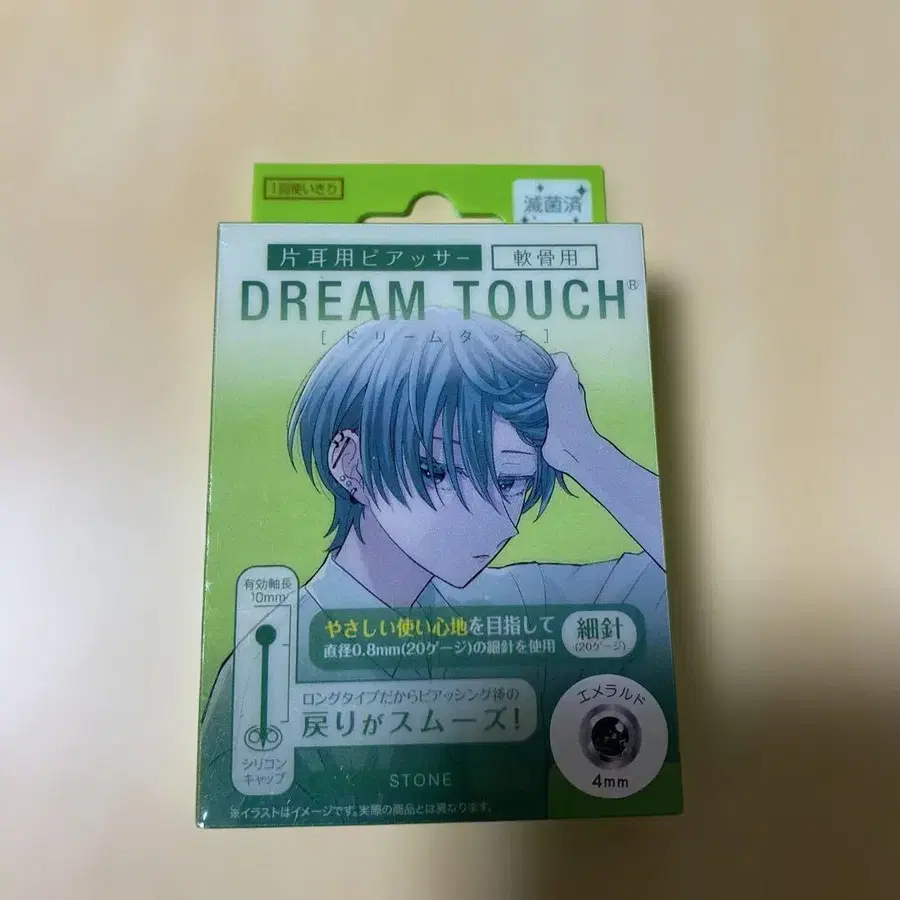 1回使いきり
滅菌済
片耳用ピアッサー 軟骨用
DREAM TOUCH®
[ドリームタッチ]
有効軸長
10mm
シリコン
キャップ
やさしい使い心地を目指して
直径0.8mm(20ゲージ)の細針を使用
細針
(20ゲージ)
ロングタイプだからピアッシング後の
戻りがスムーズ!
エメラルド
4mm
STONE
※イラストはイメージです。実際の商品とは異なります。